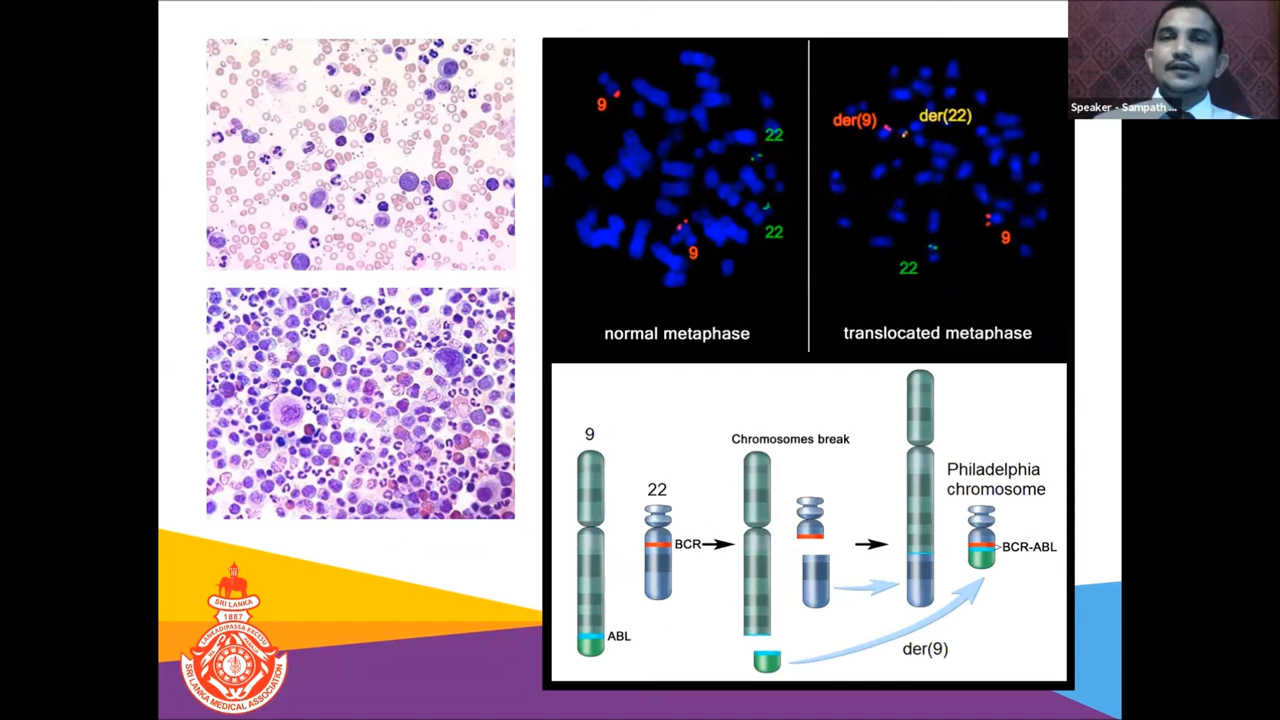 Speaker - Sampath ...
9
22
22
9
normal metaphase
der(9)
der(22)
9
22
translocated metaphase
9
22
BCR
ABL
Chromosomes break
Philadelphia
chromosome
BCR-ABL
der(9)
SRI LANKA
1887
SRI LANKA MEDICAL ASSOCIATION